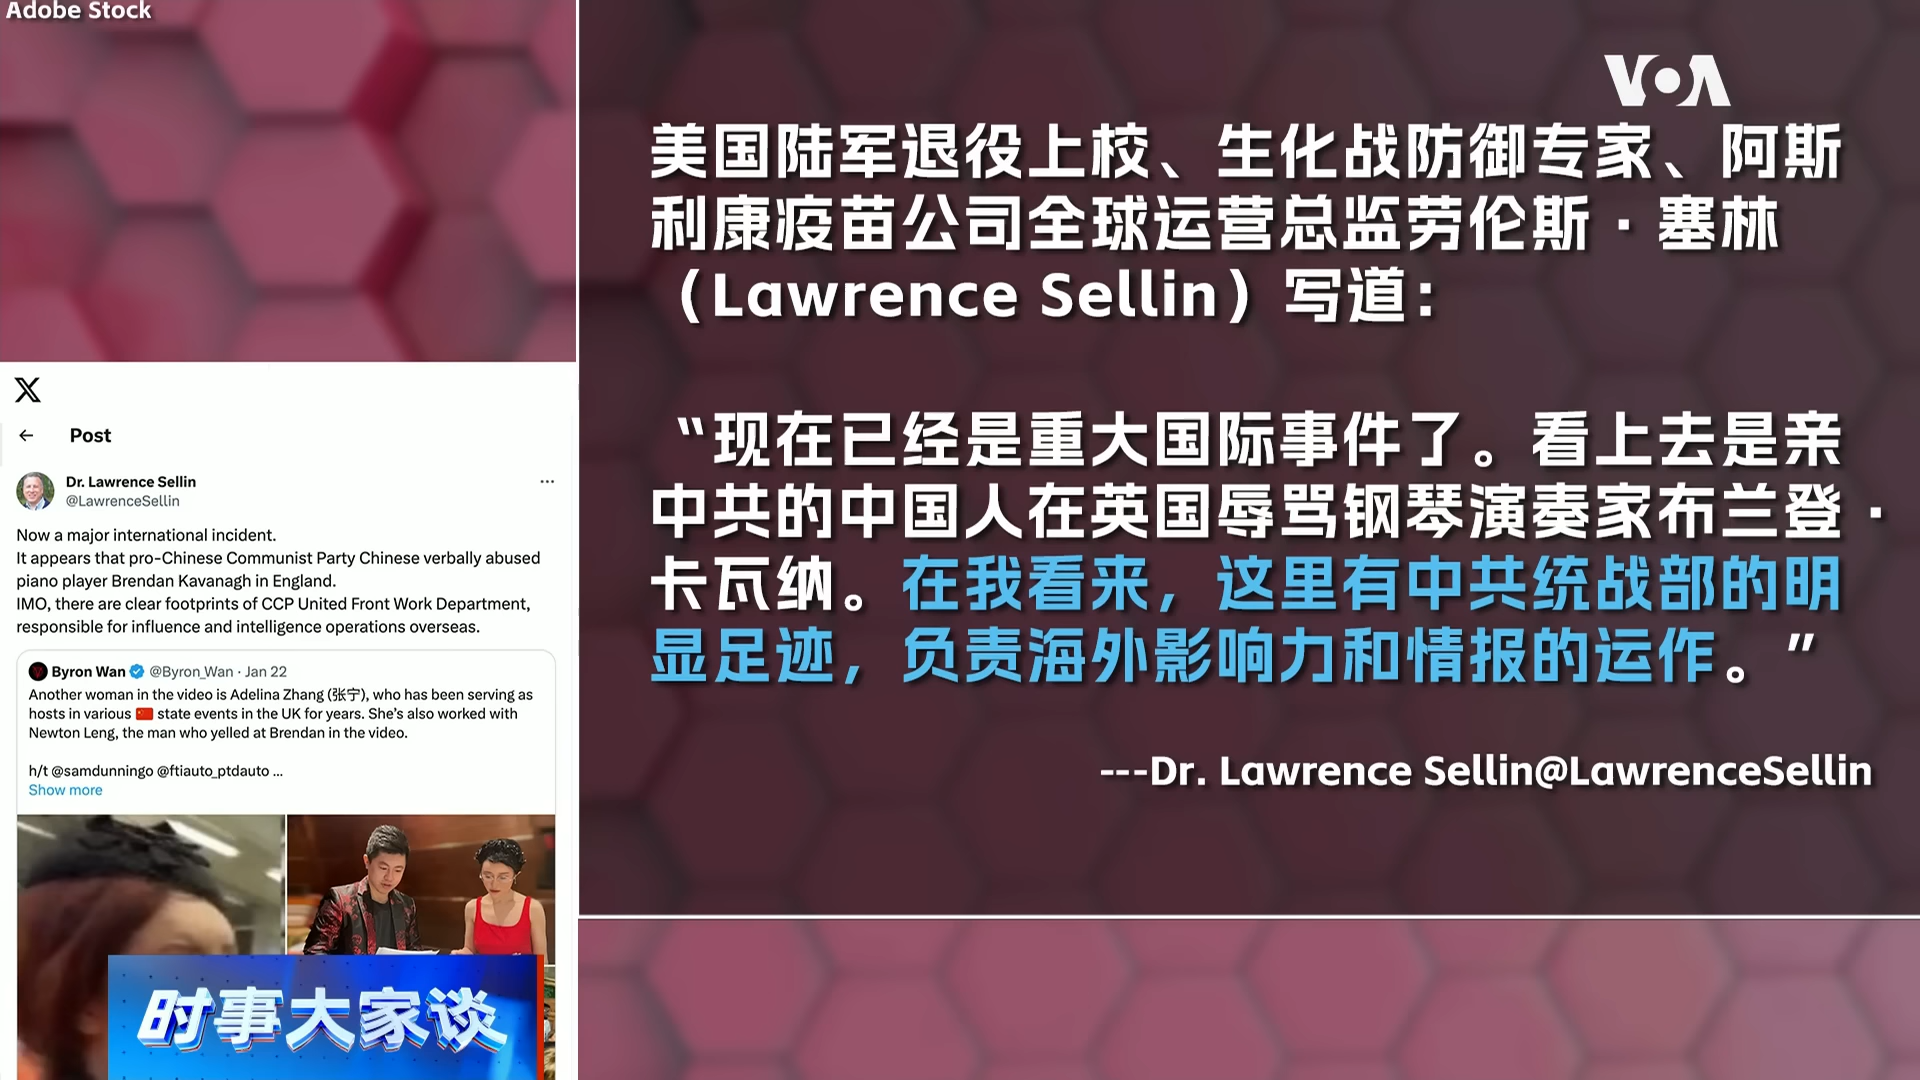 Adobe Stock
VOA
美国陆军退役上校、生化战防御专家、阿斯
利康疫苗公司全球运营总监劳伦斯·塞林
（Lawrence Sellin）写道：
“现在已经是重大国际事件了。看上去是亲
中共的中国人在英国辱骂钢琴演奏家布兰登·
卡瓦纳。在我看来，这里有中共统战部的明
显足迹，负责海外影响力和情报的运作。”
---Dr. Lawrence Sellin@LawrenceSellin
X
← Post
Dr. Lawrence Sellin
@LawrenceSellin
Now a major international incident.
It appears that pro-Chinese Communist Party Chinese verbally abused
piano player Brendan Kavanagh in England.
IMO, there are clear footprints of CCP United Front Work Department,
responsible for influence and intelligence operations overseas.
Byron Wan @Byron_Wan · Jan 22
Another woman in the video is Adelina Zhang (张宁), who has been serving as
hosts in various 🇨🇳 state events in the UK for years. She’s also worked with
Newton Leng, the man who yelled at Brendan in the video.
h/t @samdunningo @ftiauto_ptdauto ...
Show more
时事大家谈